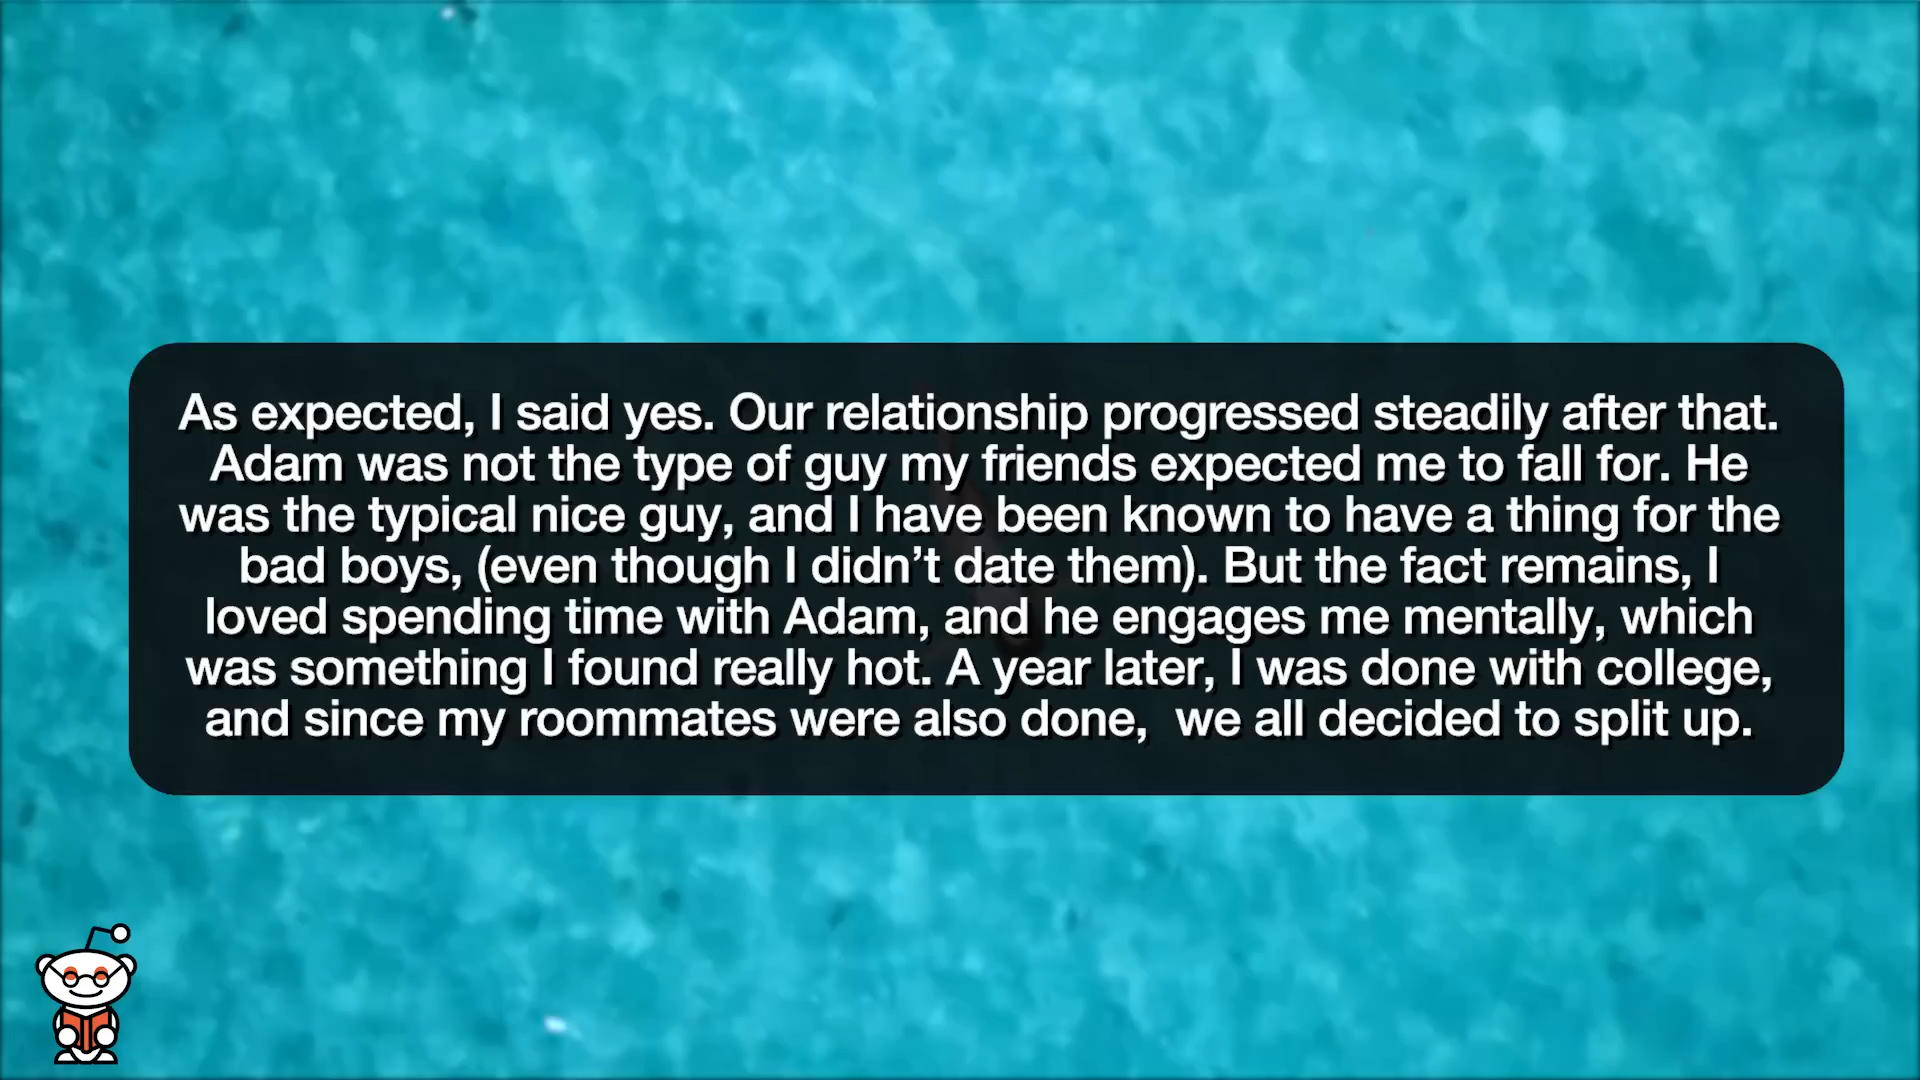 As expected, I said yes. Our relationship progressed steadily after that.
Adam was not the type of guy my friends expected me to fall for. He
was the typical nice guy, and I have been known to have a thing for the
bad boys, (even though I didn’t date them). But the fact remains, I
loved spending time with Adam, and he engages me mentally, which
was something I found really hot. A year later, I was done with college,
and since my roommates were also done,  we all decided to split up.